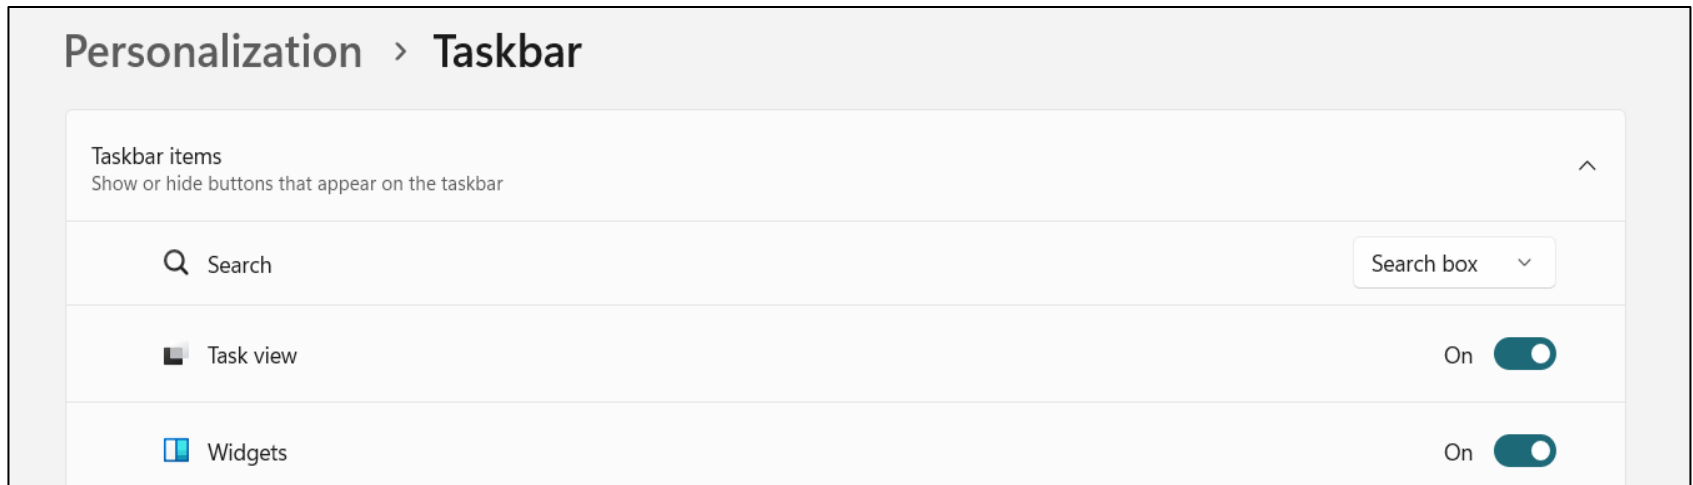 Personalization > Taskbar
Taskbar items
Show or hide buttons that appear on the taskbar
Search
Search box
Task view
On
Widgets
On